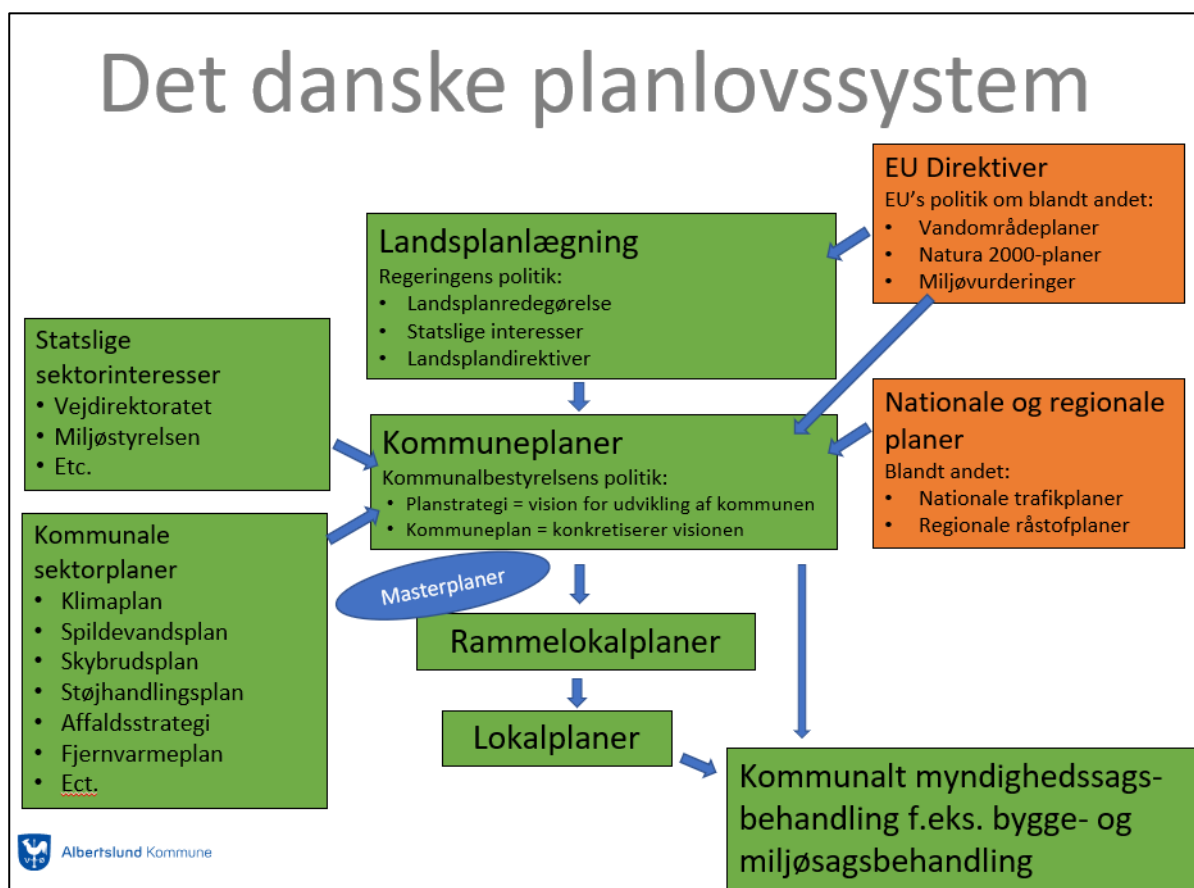 Det danske planlovssystem
EU Direktiver
EU's politik om blandt andet:
• Vandområdeplaner
• Natura 2000-planer
• Miljøvurderinger
Landsplanlægning
Regeringens politik:
• Landsplanredegørelse
• Statslige interesser
• Landsplandirektiver
Statslige
sektorinteresser
• Vejdirektoratet
• Miljøstyrelsen
• Etc.
Nationale og regionale
planer
Blandt andet:
• Nationale trafikplaner
• Regionale råstofplaner
Kommuneplaner
Kommunalbestyrelsens politik:
• Planstrategi = vision for udvikling af kommunen
• Kommuneplan = konkretiserer visionen
Kommunale
sektorplaner
• Klimaplan
• Spildevandsplan
• Skybrudsplan
• Støjhandlingsplan
• Affaldsstrategi
• Fjernvarmeplan
• Ect.
Masterplaner
Rammelokalplaner
Lokalplaner
Kommunalt myndighedssags-
behandling f.eks. bygge- og
miljøsagsbehandling
Albertslund Kommune